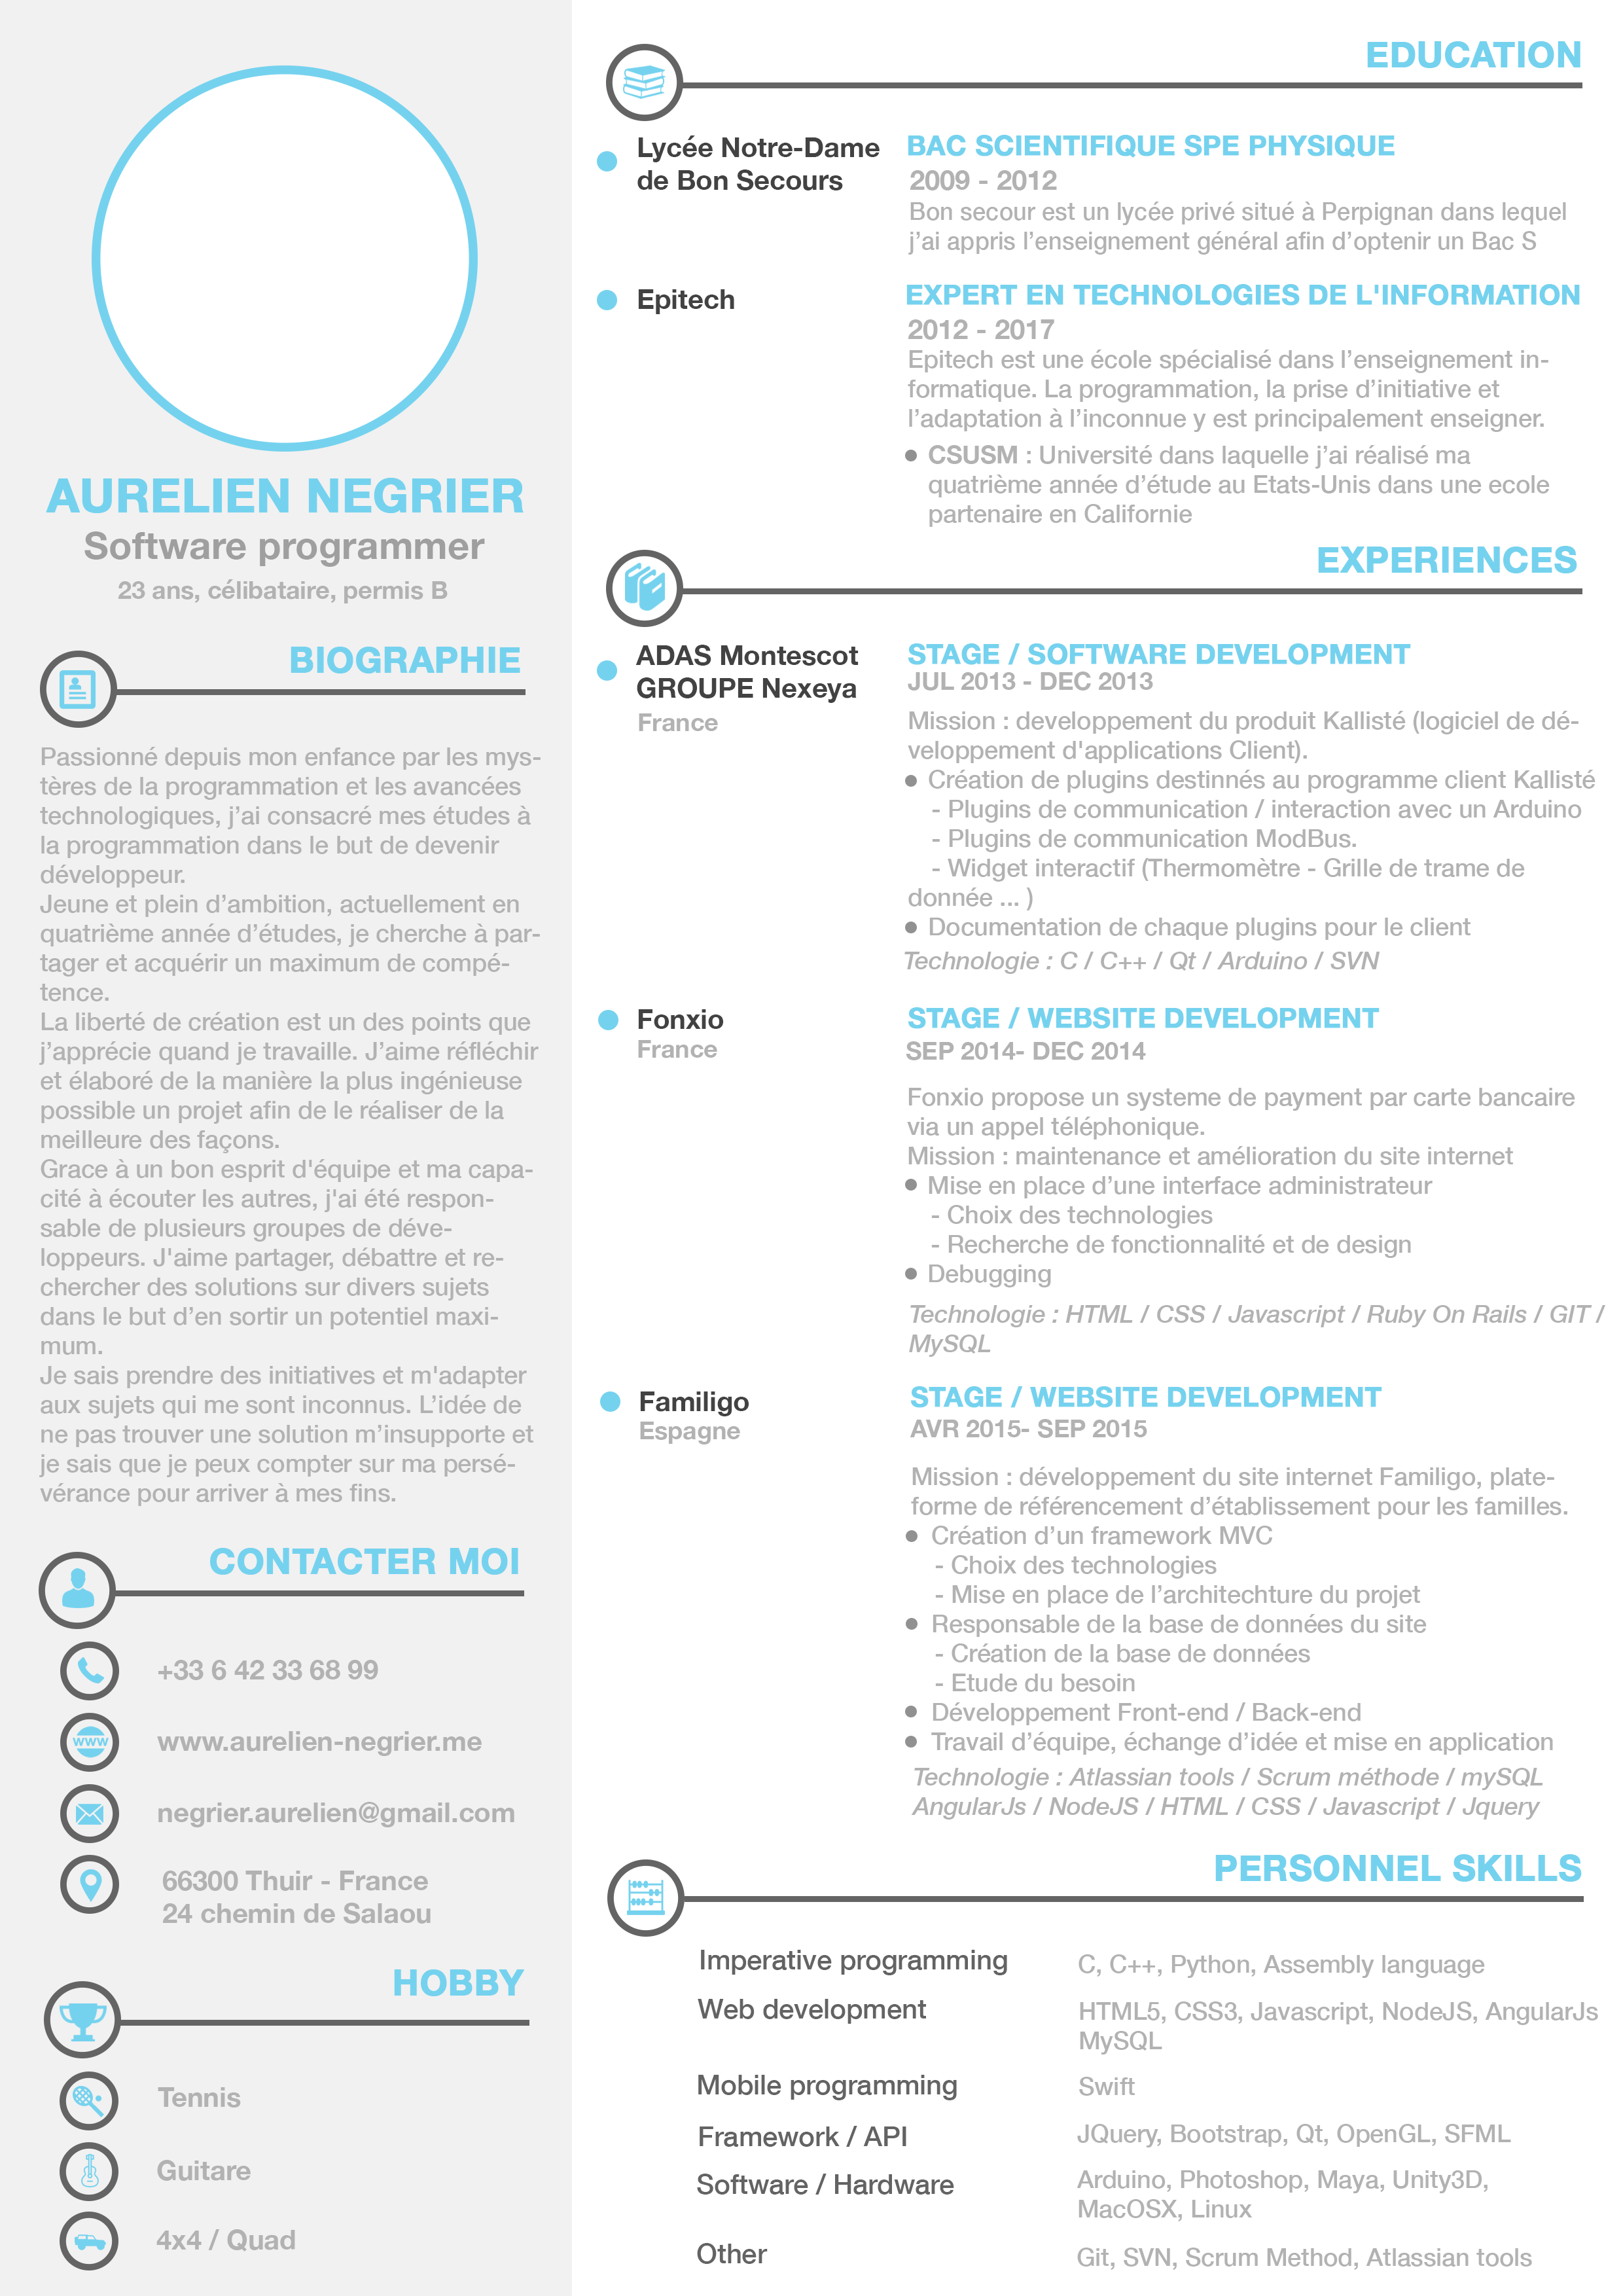 AURELIEN NEGRIER
Software programmer
23 ans, célibataire, permis B
BIOGRAPHIE
Passionné depuis mon enfance par les mys-
tères de la programmation et les avancées
technologiques, j’ai consacré mes études à
la programmation dans le but de devenir
développeur.
Jeune et plein d’ambition, actuellement en
quatrième année d’études, je cherche à par-
tager et acquérir un maximum de compé-
tence.
La liberté de création est un des points que
j’apprécie quand je travaille. J’aime réfléchir
et élaboré de la manière la plus ingénieuse
possible un projet afin de le réaliser de la
meilleure des façons.
Grace à un bon esprit d'équipe et ma capa-
cité à écouter les autres, j'ai été respon-
sable de plusieurs groupes de déve-
loppeurs. J'aime partager, débattre et re-
chercher des solutions sur divers sujets
dans le but d’en sortir un potentiel maxi-
mum.
Je sais prendre des initiatives et m'adapter
aux sujets qui me sont inconnus. L’idée de
ne pas trouver une solution m’insupporte et
je sais que je peux compter sur ma persé-
vérance pour arriver à mes fins.
CONTACTER MOI
+33 6 42 33 68 99
www
www.aurelien-negrier.me
negrier.aurelien@gmail.com
66300 Thuir - France
24 chemin de Salaou
HOBBY
Tennis
Guitare
4x4 / Quad
EDUCATION
Lycée Notre-Dame
de Bon Secours
BAC SCIENTIFIQUE SPE PHYSIQUE
2009 - 2012
Bon secour est un lycée privé situé à Perpignan dans lequel
j’ai appris l’enseignement général afin d’optenir un Bac S
Epitech
EXPERT EN TECHNOLOGIES DE L'INFORMATION
2012 - 2017
Epitech est une école spécialisé dans l’enseignement in-
formatique. La programmation, la prise d’initiative et
l’adaptation à l’inconnue y est principalement enseigner.
● CSUSM : Université dans laquelle j’ai réalisé ma
quatrième année d’étude au Etats-Unis dans une ecole
partenaire en Californie
EXPERIENCES
ADAS Montescot
GROUPE Nexeya
France
STAGE / SOFTWARE DEVELOPMENT
JUL 2013 - DEC 2013
Mission : developpement du produit Kallisté (logiciel de dé-
veloppement d'applications Client).
● Création de plugins destinnés au programme client Kallisté
- Plugins de communication / interaction avec un Arduino
- Plugins de communication ModBus.
- Widget interactif (Thermomètre - Grille de trame de
donnée ... )
● Documentation de chaque plugins pour le client
Technologie : C / C++ / Qt / Arduino / SVN
Fonxio
France
STAGE / WEBSITE DEVELOPMENT
SEP 2014- DEC 2014
Fonxio propose un systeme de payment par carte bancaire
via un appel téléphonique.
Mission : maintenance et amélioration du site internet
● Mise en place d’une interface administrateur
- Choix des technologies
- Recherche de fonctionnalité et de design
● Debugging
Technologie : HTML / CSS / Javascript / Ruby On Rails / GIT /
MySQL
Familigo
Espagne
STAGE / WEBSITE DEVELOPMENT
AVR 2015- SEP 2015
Mission : développement du site internet Familigo, plate-
forme de référencement d’établissement pour les familles.
● Création d’un framework MVC
- Choix des technologies
- Mise en place de l’architechture du projet
● Responsable de la base de données du site
- Création de la base de données
- Etude du besoin
● Développement Front-end / Back-end
● Travail d’équipe, échange d’idée et mise en application
Technologie : Atlassian tools / Scrum méthode / mySQL
AngularJs / NodeJS / HTML / CSS / Javascript / Jquery
PERSONNEL SKILLS
Imperative programming
C, C++, Python, Assembly language
Web development
HTML5, CSS3, Javascript, NodeJS, AngularJs
MySQL
Mobile programming
Swift
Framework / API
JQuery, Bootstrap, Qt, OpenGL, SFML
Software / Hardware
Arduino, Photoshop, Maya, Unity3D,
MacOSX, Linux
Other
Git, SVN, Scrum Method, Atlassian tools